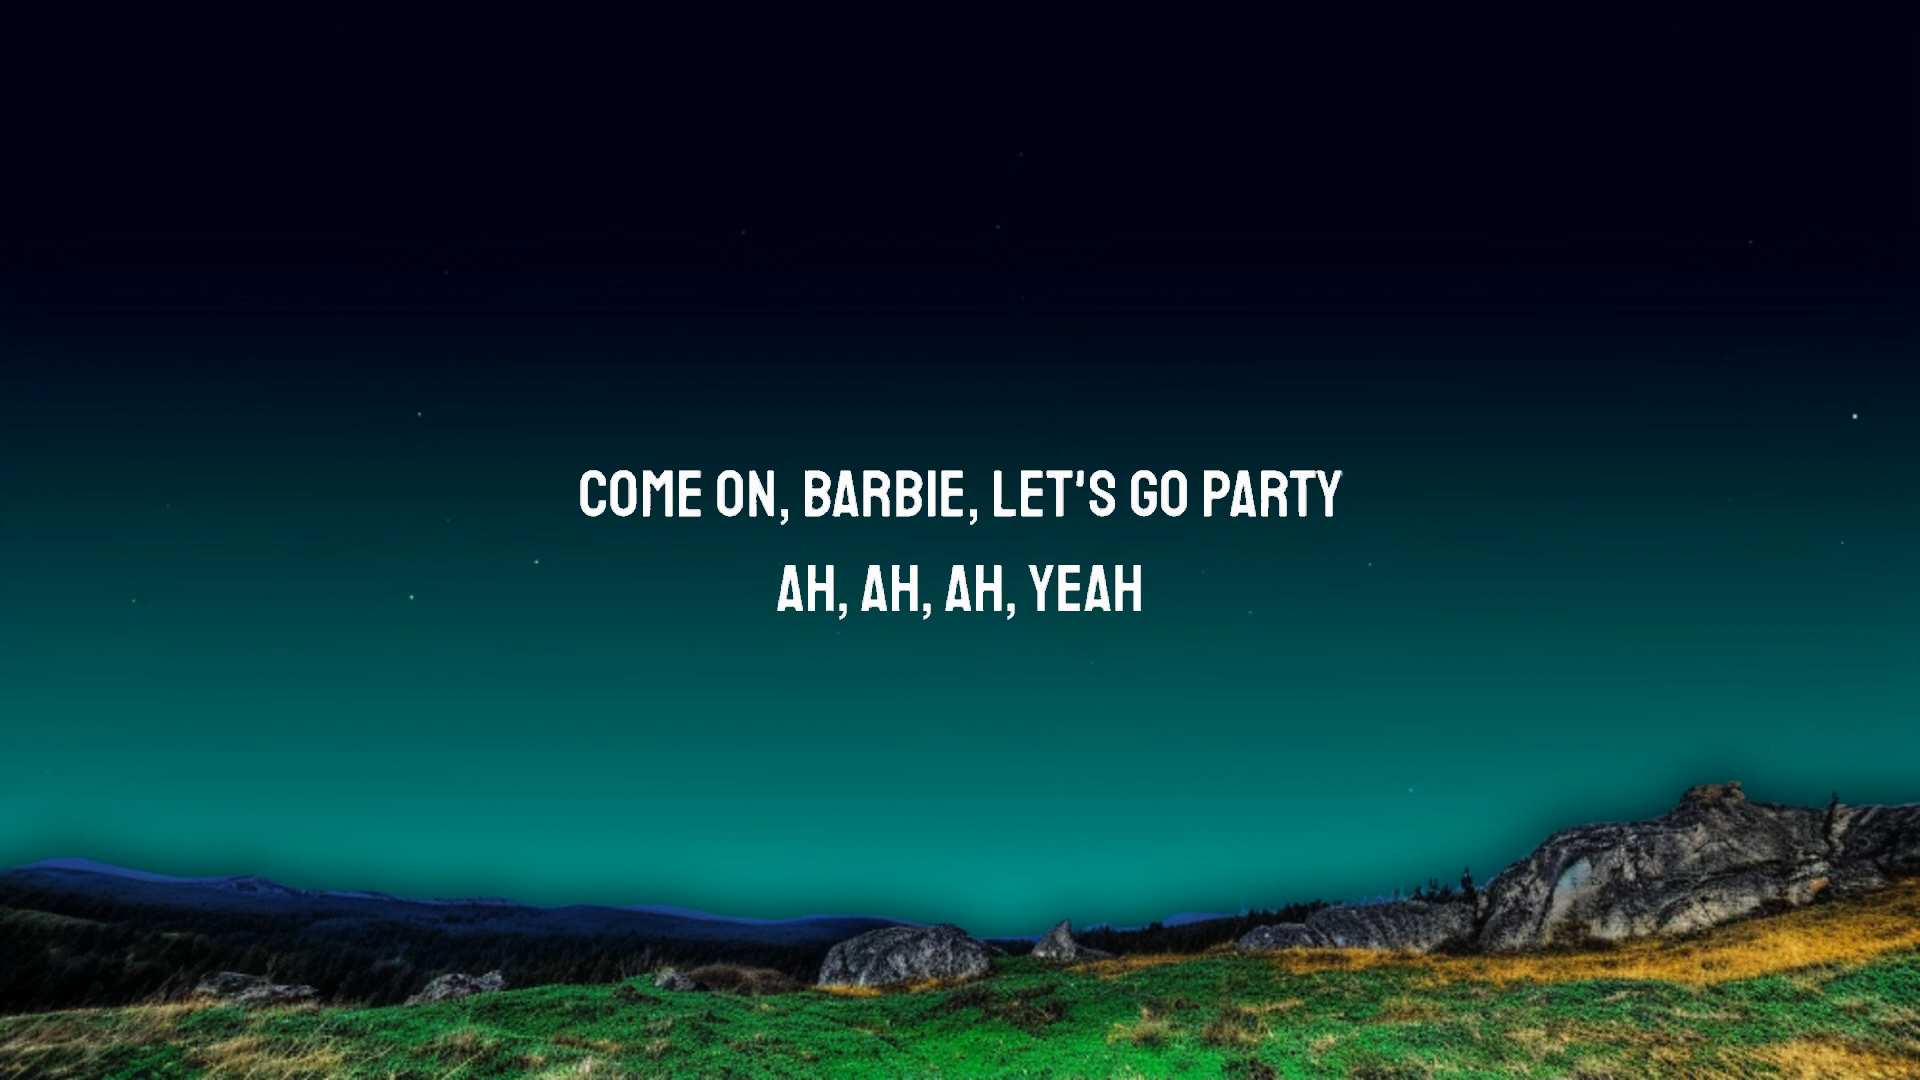 COME ON, BARBIE, LET'S GO PARTY
AH, AH, AH, YEAH